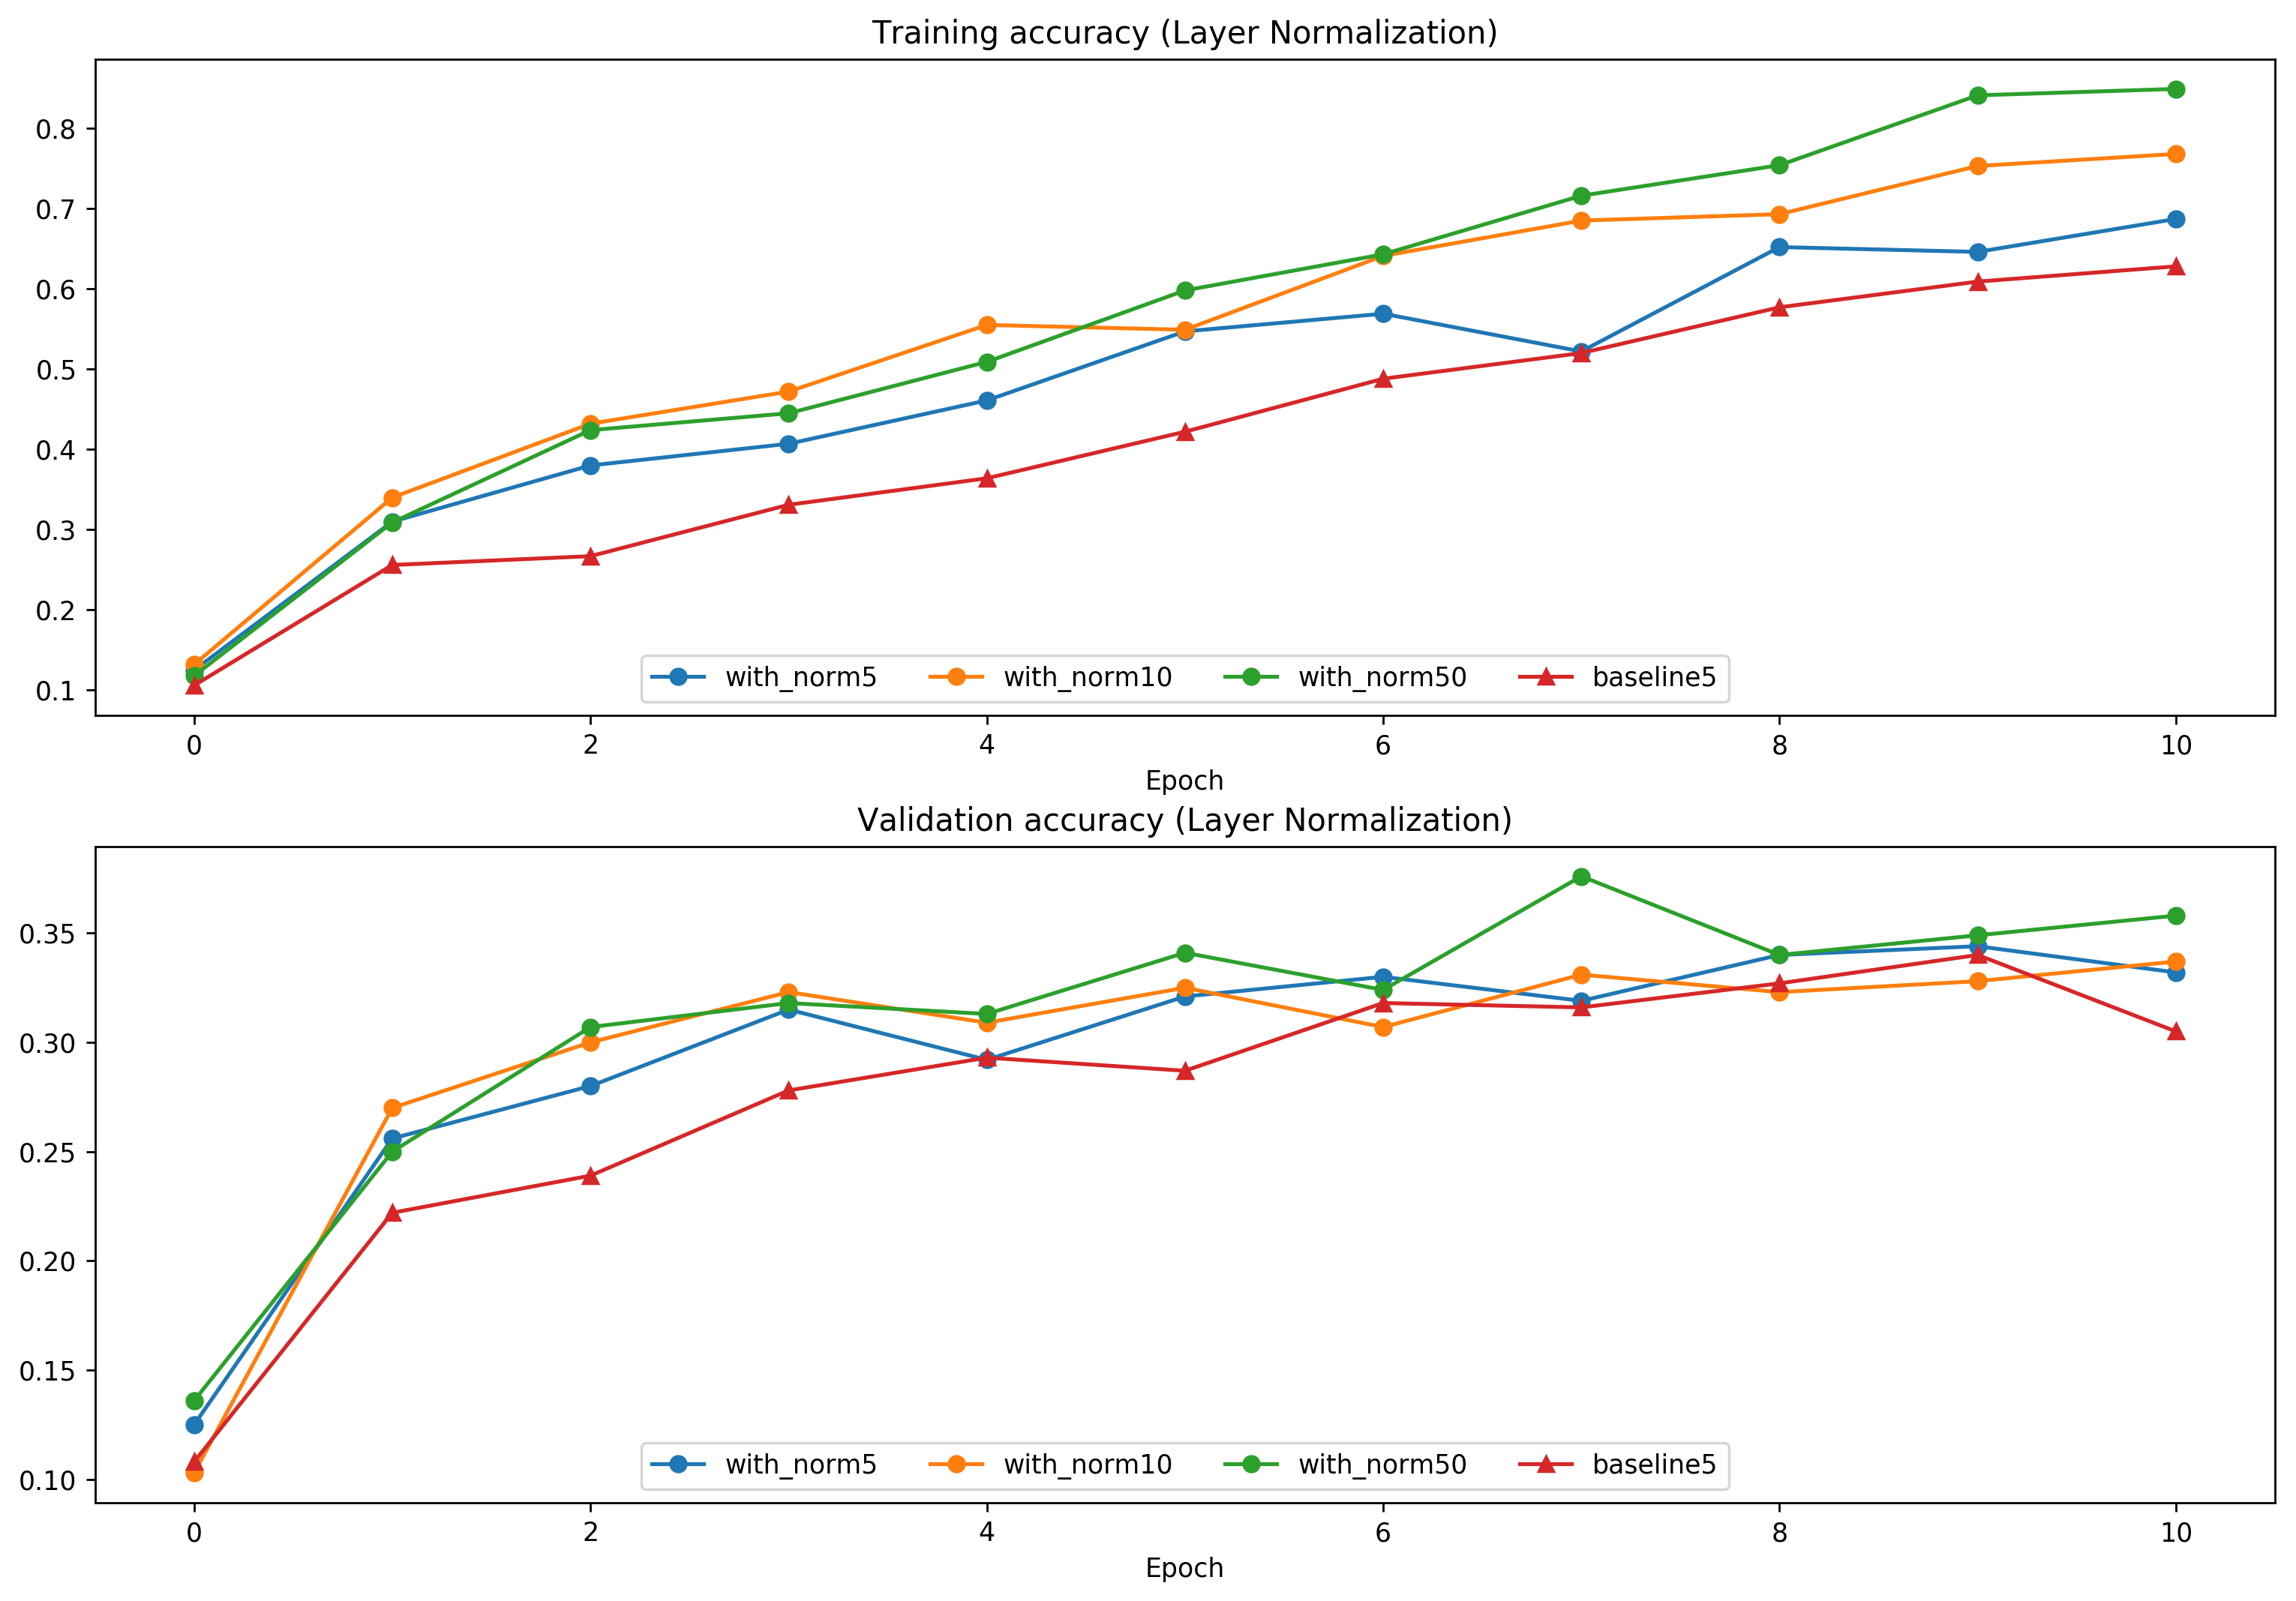 Training accuracy (Layer Normalization)
0.8
0.7
0.6
0.5
0.4
0.3
0.2
0.1
with_norm5 with_norm10 with_norm50 baseline5
0 2 4 6 8 10
Epoch
Validation accuracy (Layer Normalization)
0.35
0.30
0.25
0.20
0.15
0.10
with_norm5 with_norm10 with_norm50 baseline5
0 2 4 6 8 10
Epoch